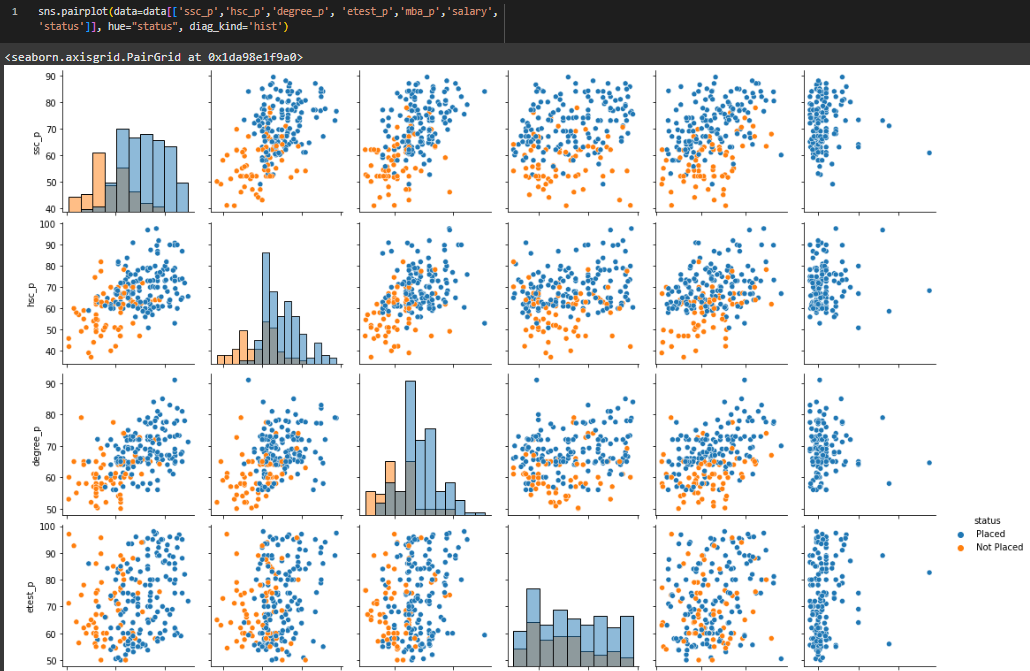 1 sns.pairplot(data=data[['ssc_p','hsc_p','degree_p', 'etest_p','mba_p','salary',
'status']], hue="status", diag_kind='hist')
<seaborn.axisgrid.PairGrid at 0x1da98e1f9a0>
90
80
70
60
50
40
ssc_p
100
90
80
70
60
50
40
hsc_p
90
80
70
60
50
degree_p
100
90
80
70
60
50
etest_p
status
Placed
Not Placed